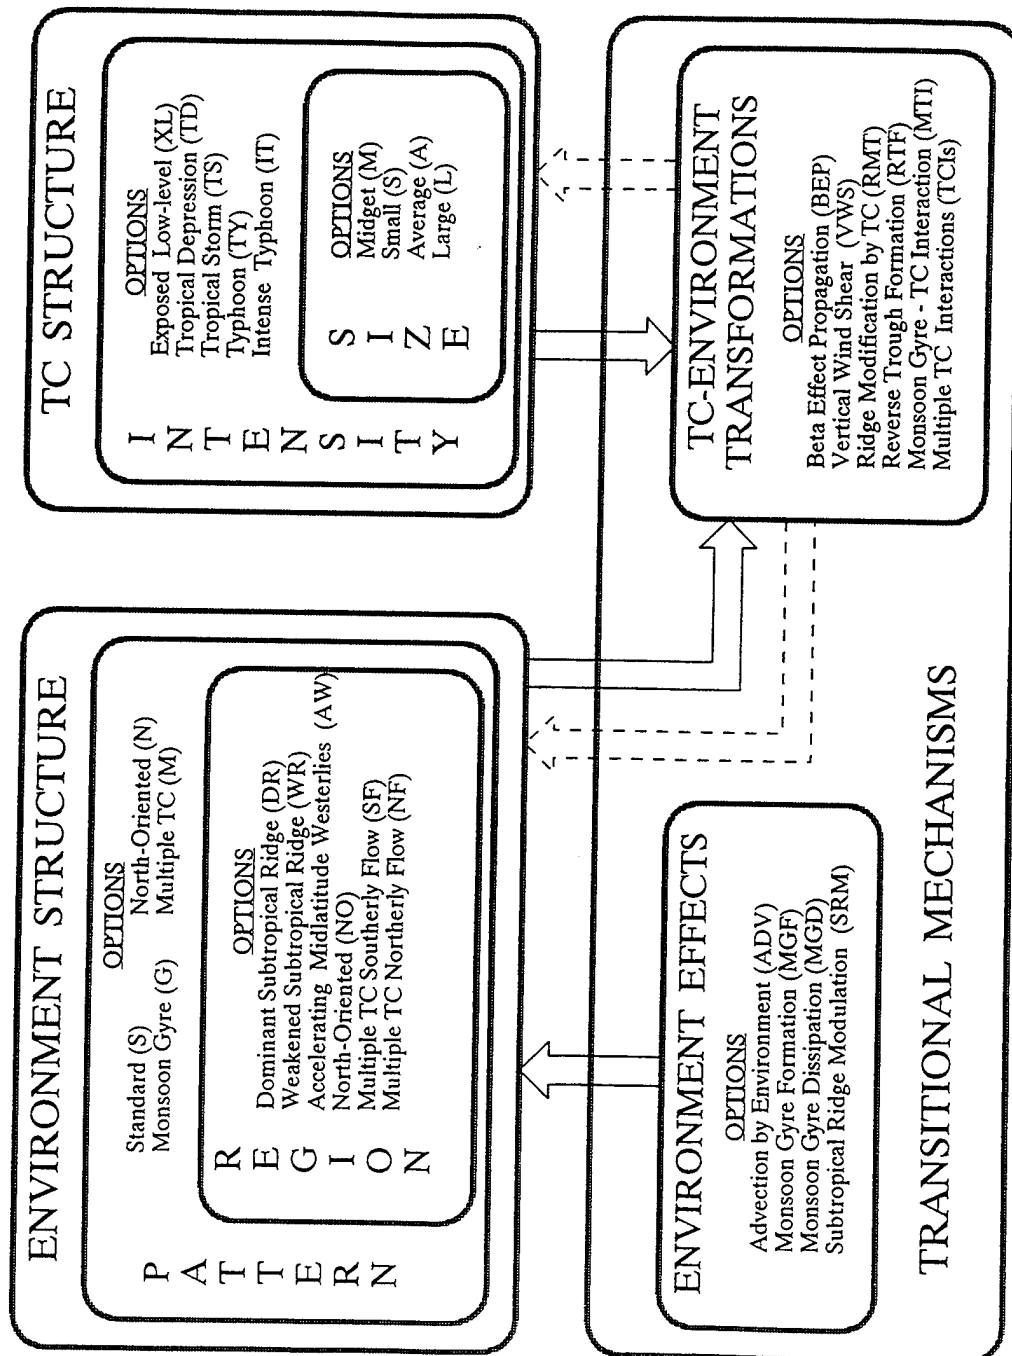 ENVIRONMENT STRUCTURE
PATTERN
OPTIONS
Standard (S)
Monsoon Gyre (G)
North-Oriented (N)
Multiple TC (M)
REGION
OPTIONS
Dominant Subtropical Ridge (DR)
Weakened Subtropical Ridge (WR)
Accelerating Midlatitude Westerlies (AW)
North-Oriented (NO)
Multiple TC Southerly Flow (SF)
Multiple TC Northerly Flow (NF)
TC STRUCTURE
INTENSITY
OPTIONS
Exposed Low-level (XL)
Tropical Depression (TD)
Tropical Storm (TS)
Typhoon (TY)
Intense Typhoon (IT)
SIZE
OPTIONS
Midget (M)
Small (S)
Average (A)
Large (L)
ENVIRONMENT EFFECTS
OPTIONS
Advection by Environment (ADV)
Monsoon Gyre Formation (MGF)
Monsoon Gyre Dissipation (MGD)
Subtropical Ridge Modulation (SRM)
TC-ENVIRONMENT
TRANSFORMATIONS
OPTIONS
Beta Effect Propagation (BEP)
Vertical Wind Shear (VWS)
Ridge Modification by TC (RMT)
Reverse Trough Formation (RTF)
Monsoon Gyre - TC Interaction (MTI)
Multiple TC Interactions (TCIs)
TRANSITIONAL MECHANISMS